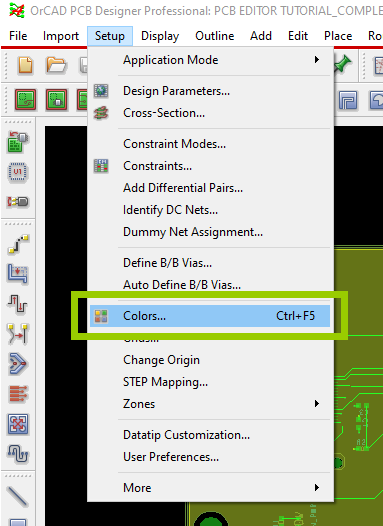 OrCAD PCB Designer Professional: PCB EDITOR TUTORIAL_COMPLE
File Import Setup Display Outline Add Edit Place Ro
Application Mode
Design Parameters...
Cross-Section...
Constraint Modes...
Constraints...
Add Differential Pairs...
Identify DC Nets...
Dummy Net Assignment...
Define B/B Vias...
Auto Define B/B Vias...
Colors... Ctrl+F5
Change Origin
STEP Mapping...
Zones
Datatip Customization...
User Preferences...
More
U1